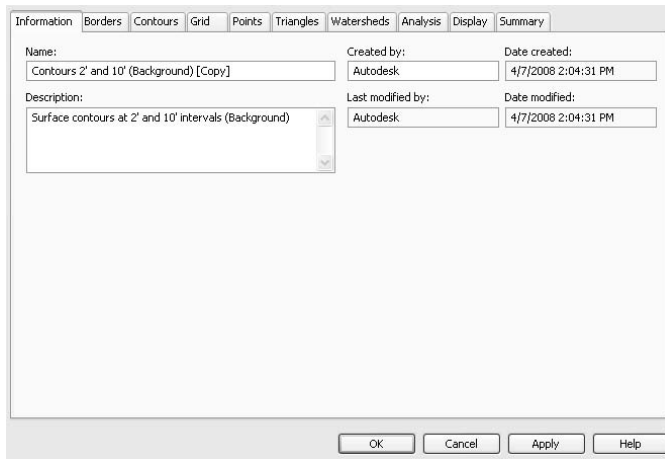 Information Borders Contours Grid Points Triangles Watersheds Analysis Display Summary
Name: Created by: Date created:
Contours 2' and 10' (Background) [Copy] Autodesk 4/7/2008 2:04:31 PM
Description: Last modified by: Date modified:
Surface contours at 2' and 10' intervals (Background) Autodesk 4/7/2008 2:04:31 PM
OK Cancel Apply Help